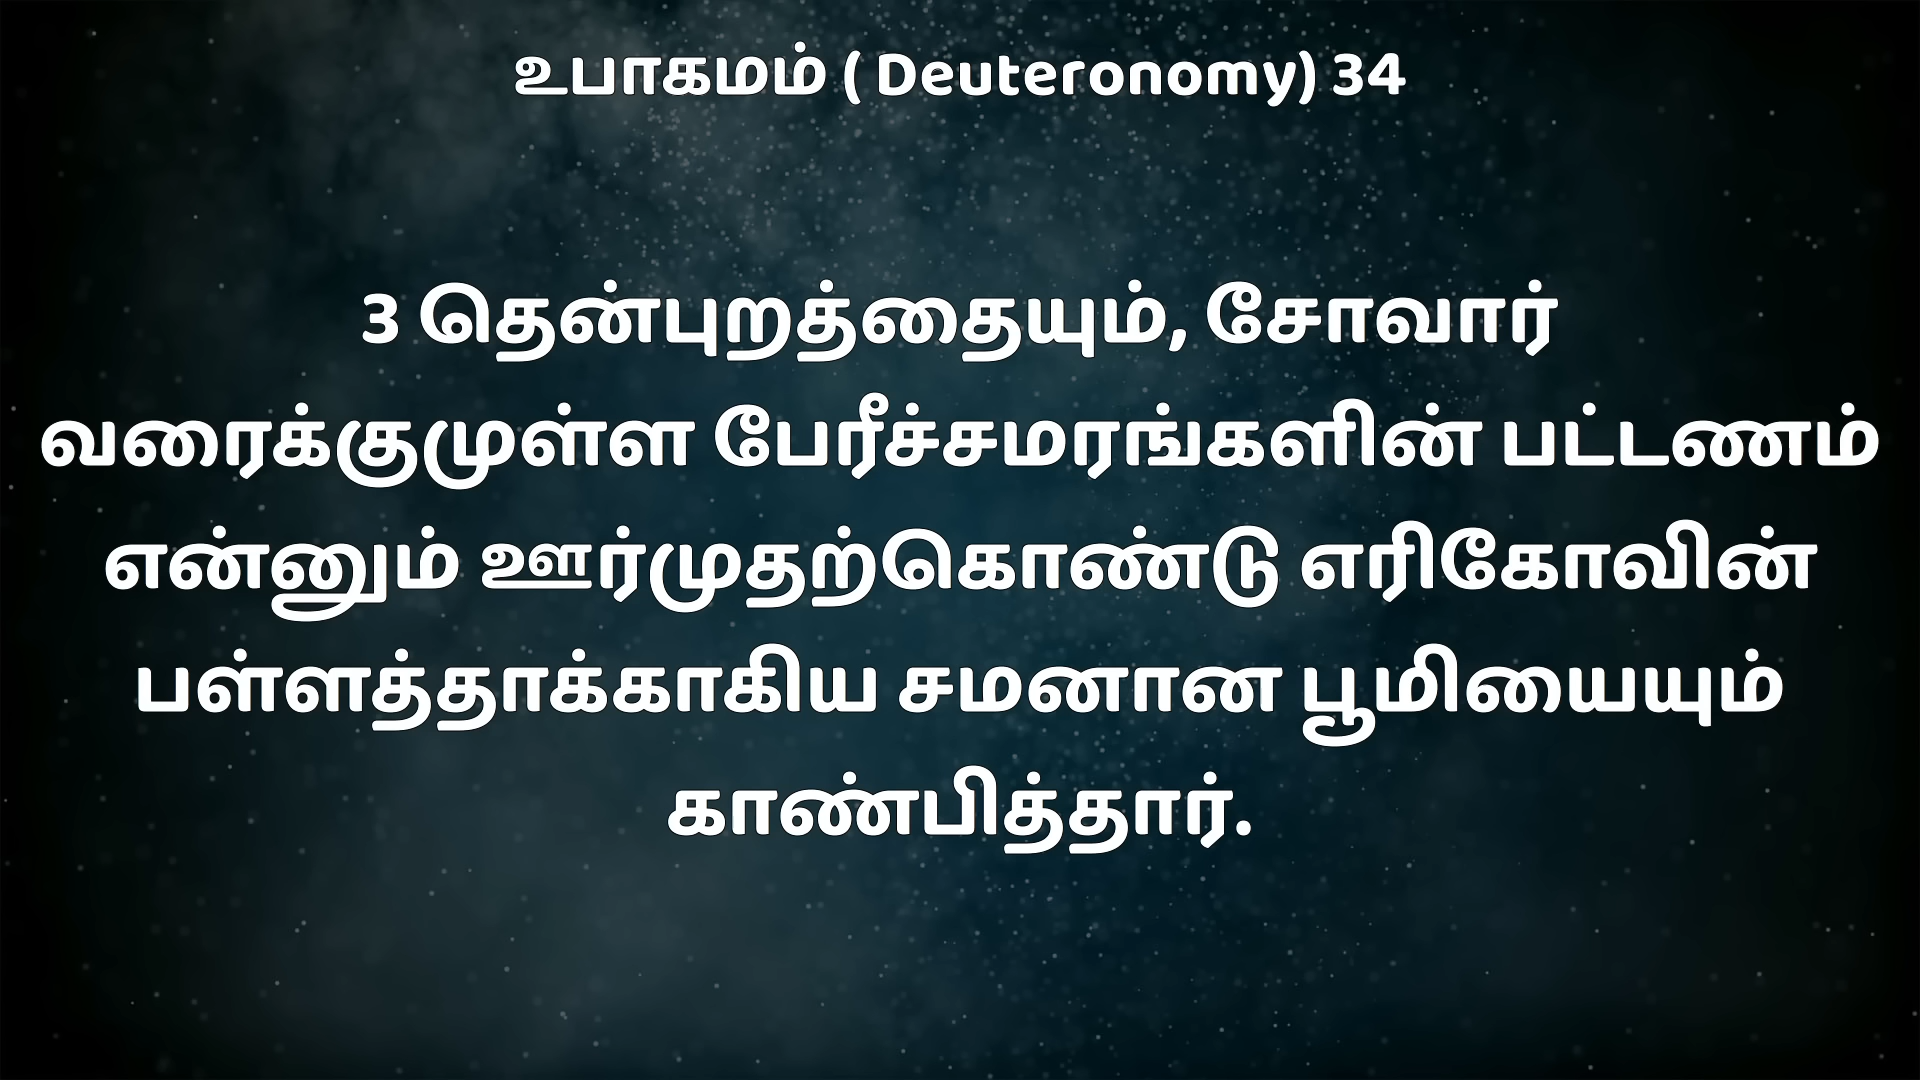 உபாகமம் ( Deuteronomy) 34
3 தென்புறத்தையும், சோவார்
வரைக்குமுள்ள பேரீச்சமரங்களின் பட்டணம்
என்னும் ஊர்முதற்கொண்டு எரிகோவின்
பள்ளத்தாக்காகிய சமனான பூமியையும்
காண்பித்தார்.